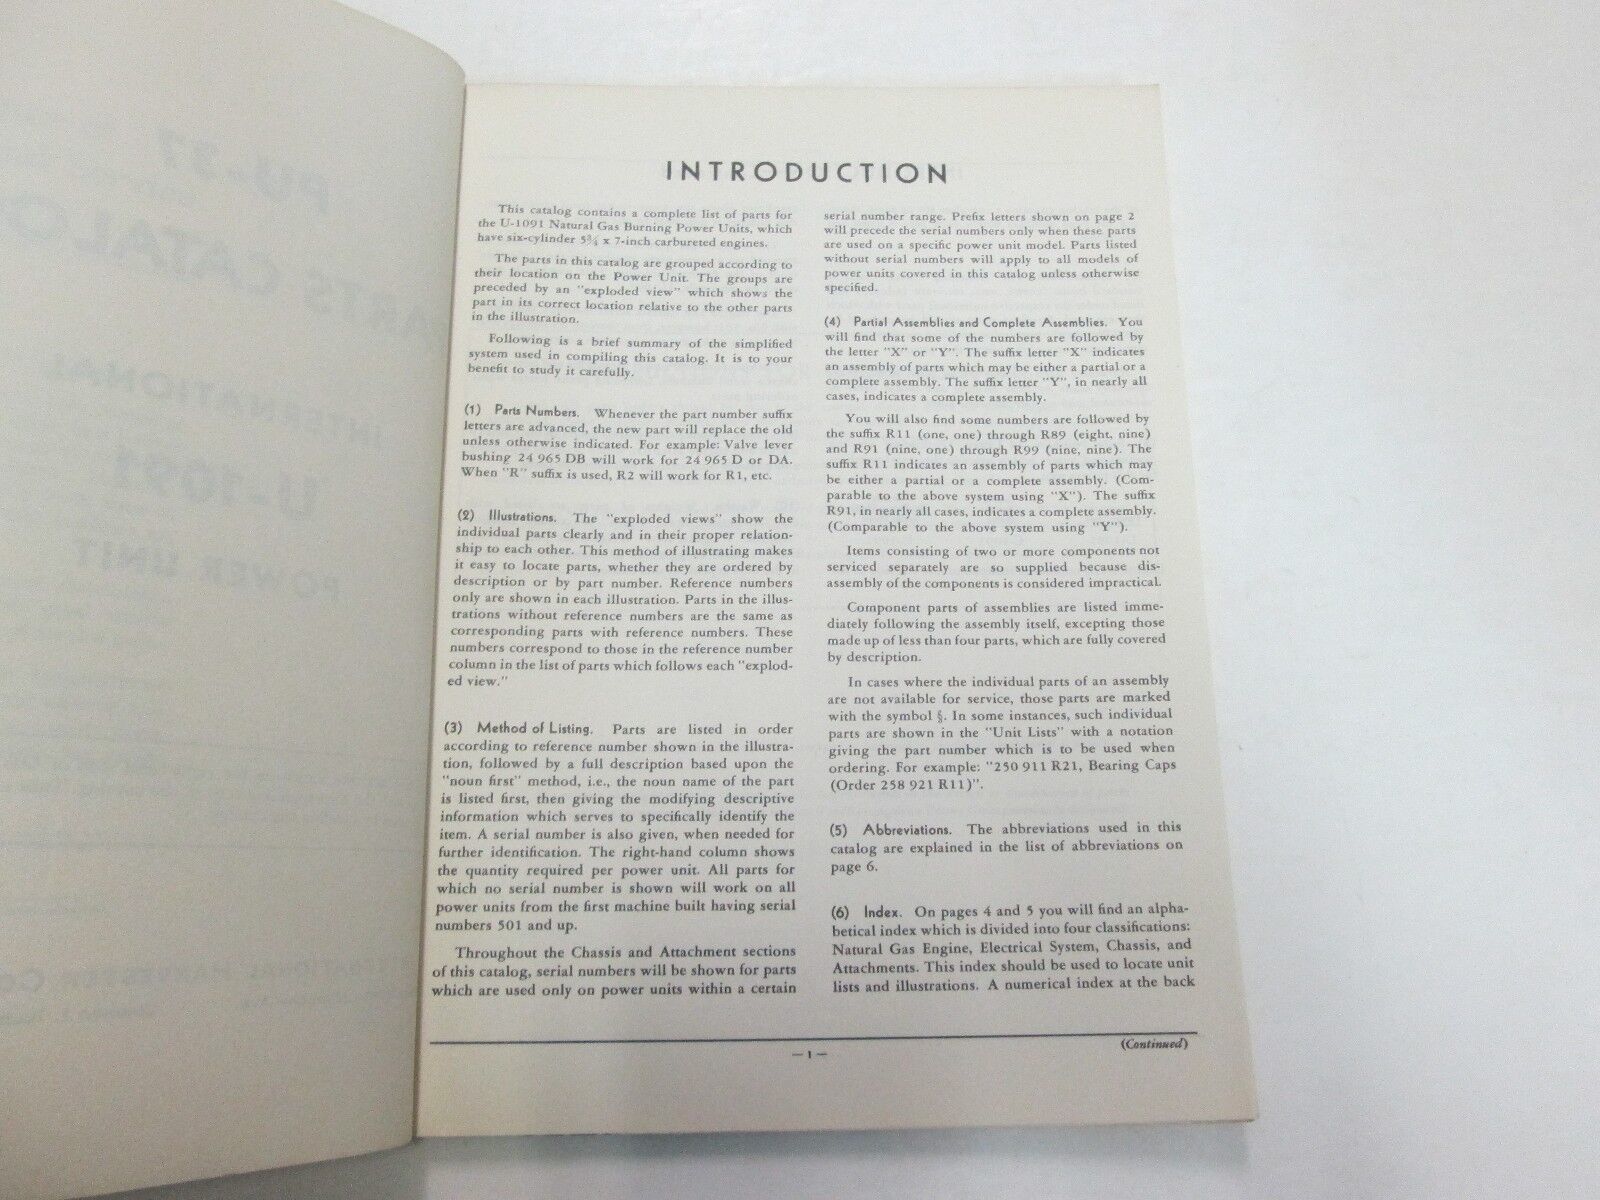 INTRODUCTION
This catalog contains a complete list of parts for
the U-1091 Natural Gas Burning Power Units, which
have six-cylinder 5¾ x 7-inch carbureted engines.
The parts in this catalog are grouped according to
their location on the Power Unit. The groups are
preceded by an "exploded view" which shows the
part in its correct location relative to the other parts
in the illustration.
Following is a brief summary of the simplified
system used in compiling this catalog. It is to your
benefit to study it carefully.
(1) Parts Numbers. Whenever the part number suffix
letters are advanced, the new part will replace the old
unless otherwise indicated. For example: Valve lever
bushing 24 965 DB will work for 24 965 D or DA.
When "R" suffix is used, R2 will work for R1, etc.
(2) Illustrations. The "exploded views" show the
individual parts clearly and in their proper relation-
ship to each other. This method of illustrating makes
it easy to locate parts, whether they are ordered by
description or by part number. Reference numbers
only are shown in each illustration. Parts in the illus-
trations without reference numbers are the same as
corresponding parts with reference numbers. These
numbers correspond to those in the reference number
column in the list of parts which follows each "explod-
ed view."
(3) Method of Listing. Parts are listed in order
according to reference number shown in the illustra-
tion, followed by a full description based upon the
"noun first" method, i.e., the noun name of the part
is listed first, then giving the modifying descriptive
information which serves to specifically identify the
item. A serial number is also given, when needed for
further identification. The right-hand column shows
the quantity required per power unit. All parts for
which no serial number is shown will work on all
power units from the first machine built having serial
numbers 501 and up.
Throughout the Chassis and Attachment sections
of this catalog, serial numbers will be shown for parts
which are used only on power units within a certain
serial number range. Prefix letters shown on page 2
will precede the serial numbers only when these parts
are used on a specific power unit model. Parts listed
without serial numbers will apply to all models of
power units covered in this catalog unless otherwise
specified.
(4) Partial Assemblies and Complete Assemblies. You
will find that some of the numbers are followed by
the letter "X" or "Y". The suffix letter "X" indicates
an assembly of parts which may be either a partial or a
complete assembly. The suffix letter "Y", in nearly all
cases, indicates a complete assembly.
You will also find some numbers are followed by
the suffix R11 (one, one) through R89 (eight, nine)
and R91 (nine, one) through R99 (nine, nine). The
suffix R11 indicates an assembly of parts which may
be either a partial or a complete assembly. (Com-
parable to the above system using "X"). The suffix
R91, in nearly all cases, indicates a complete assembly.
(Comparable to the above system using "Y").
Items consisting of two or more components not
serviced separately are so supplied because dis-
assembly of the components is considered impractical.
Component parts of assemblies are listed imme-
diately following the assembly itself, excepting those
made up of less than four parts, which are fully covered
by description.
In cases where the individual parts of an assembly
are not available for service, those parts are marked
with the symbol §. In some instances, such individual
parts are shown in the "Unit Lists" with a notation
giving the part number which is to be used when
ordering. For example: "250 911 R21, Bearing Caps
(Order 258 921 R11)".
(5) Abbreviations. The abbreviations used in this
catalog are explained in the list of abbreviations on
page 6.
(6) Index. On pages 4 and 5 you will find an alpha-
betical index which is divided into four classifications:
Natural Gas Engine, Electrical System, Chassis, and
Attachments. This index should be used to locate unit
lists and illustrations. A numerical index at the back
(Continued)
— 1 —